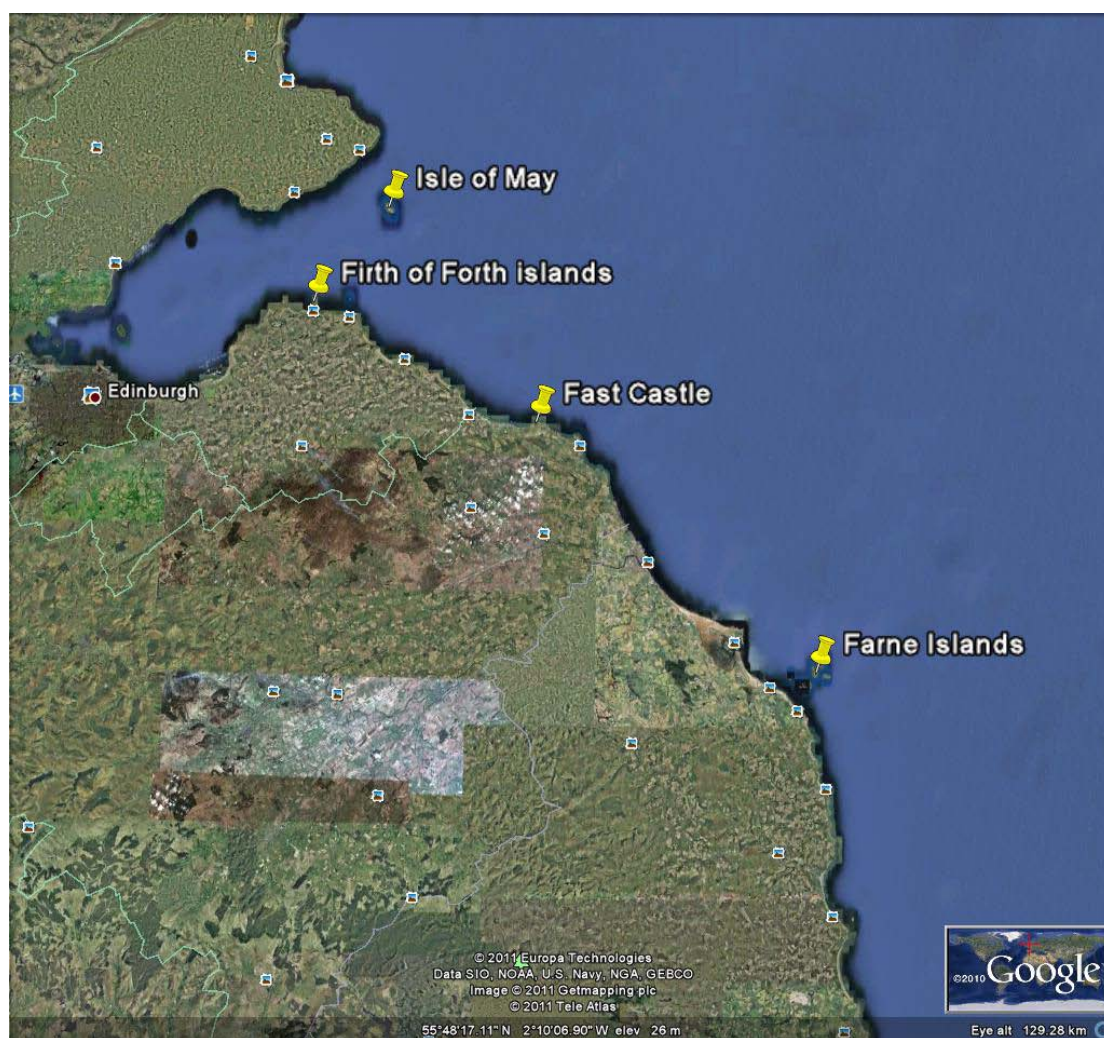 Isle of May
Firth of Forth islands
Edinburgh
Fast Castle
Farne Islands
© 2011 Europa Technologies
Data SIO, NOAA, U.S. Navy, NGA, GEBCO
Image © 2011 Getmapping plc
© 2011 Tele Atlas
©2010 Google
55°48'17.11" N 2°10'06.90" W elev 26 m
Eye alt 129.28 km